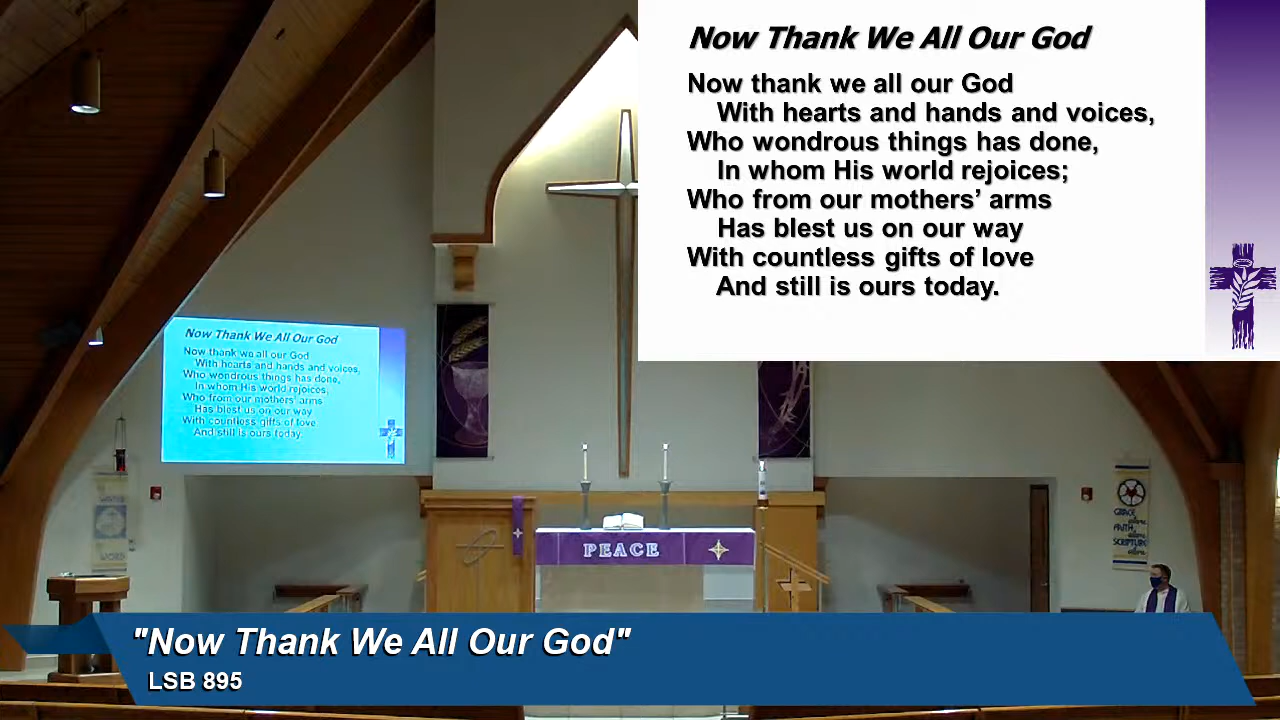 Now Thank We All Our God
Now thank we all our God
With hearts and hands and voices,
Who wondrous things has done,
In whom His world rejoices;
Who from our mothers’ arms
Has blest us on our way
With countless gifts of love
And still is ours today.
Now Thank We All Our God
Now thank we all our God
With hearts and hands and voices,
Who wondrous things has done,
In whom His world rejoices;
Who from our mothers’ arms
Has blest us on our way
With countless gifts of love
And still is ours today.
PEACE
WORD
GRACE
alone
FAITH
alone
SCRIPTURE
alone
"Now Thank We All Our God"
LSB 895